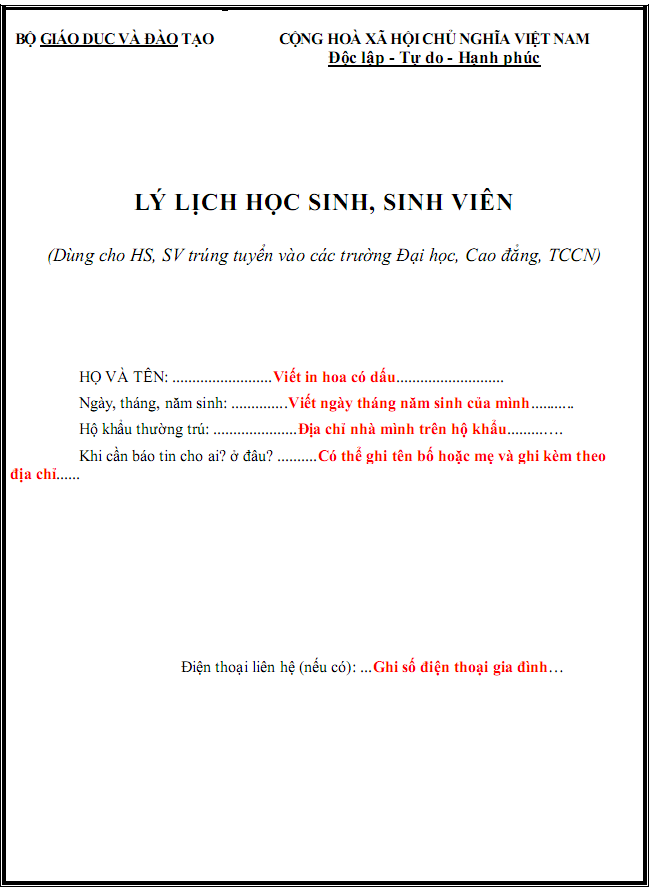 BỘ GIÁO DUC VÀ ĐÀO TẠO CỘNG HOÀ XÃ HỘI CHỦ NGHĨA VIỆT NAM
Độc lập - Tự do - Hạnh phúc
LÝ LỊCH HỌC SINH, SINH VIÊN
(Dùng cho HS, SV trúng tuyển vào các trường Đại học, Cao đẳng, TCCN)
HỌ VÀ TÊN: .........................Viết in hoa có dấu...........................
Ngày, tháng, năm sinh: ..............Viết ngày tháng năm sinh của mình...........
Hộ khẩu thường trú: .....................Địa chỉ nhà mình trên hộ khẩu..............
Khi cần báo tin cho ai? ở đâu? ..........Có thể ghi tên bố hoặc mẹ và ghi kèm theo
địa chỉ......
Điện thoại liên hệ (nếu có): ...Ghi số điện thoại gia đình...